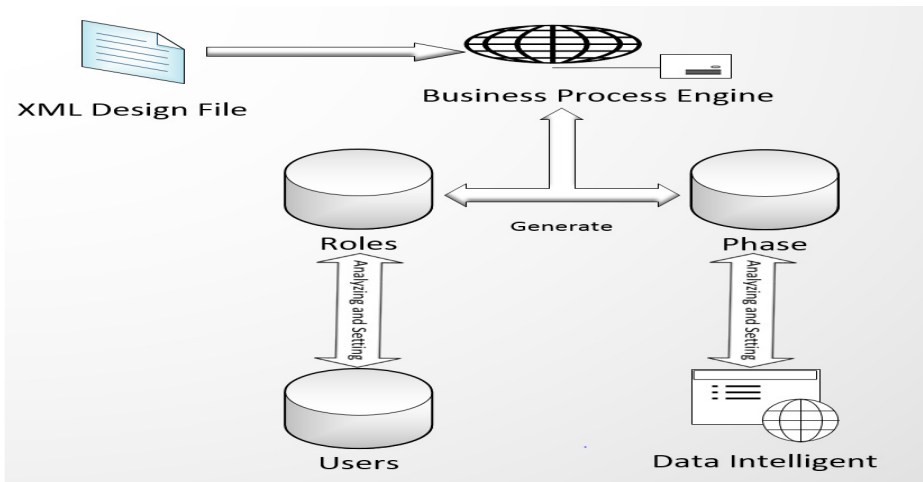 XML Design File
Business Process Engine
Generate
Roles
Phase
Analyzing and Setting
Analyzing and Setting
Users
Data Intelligent